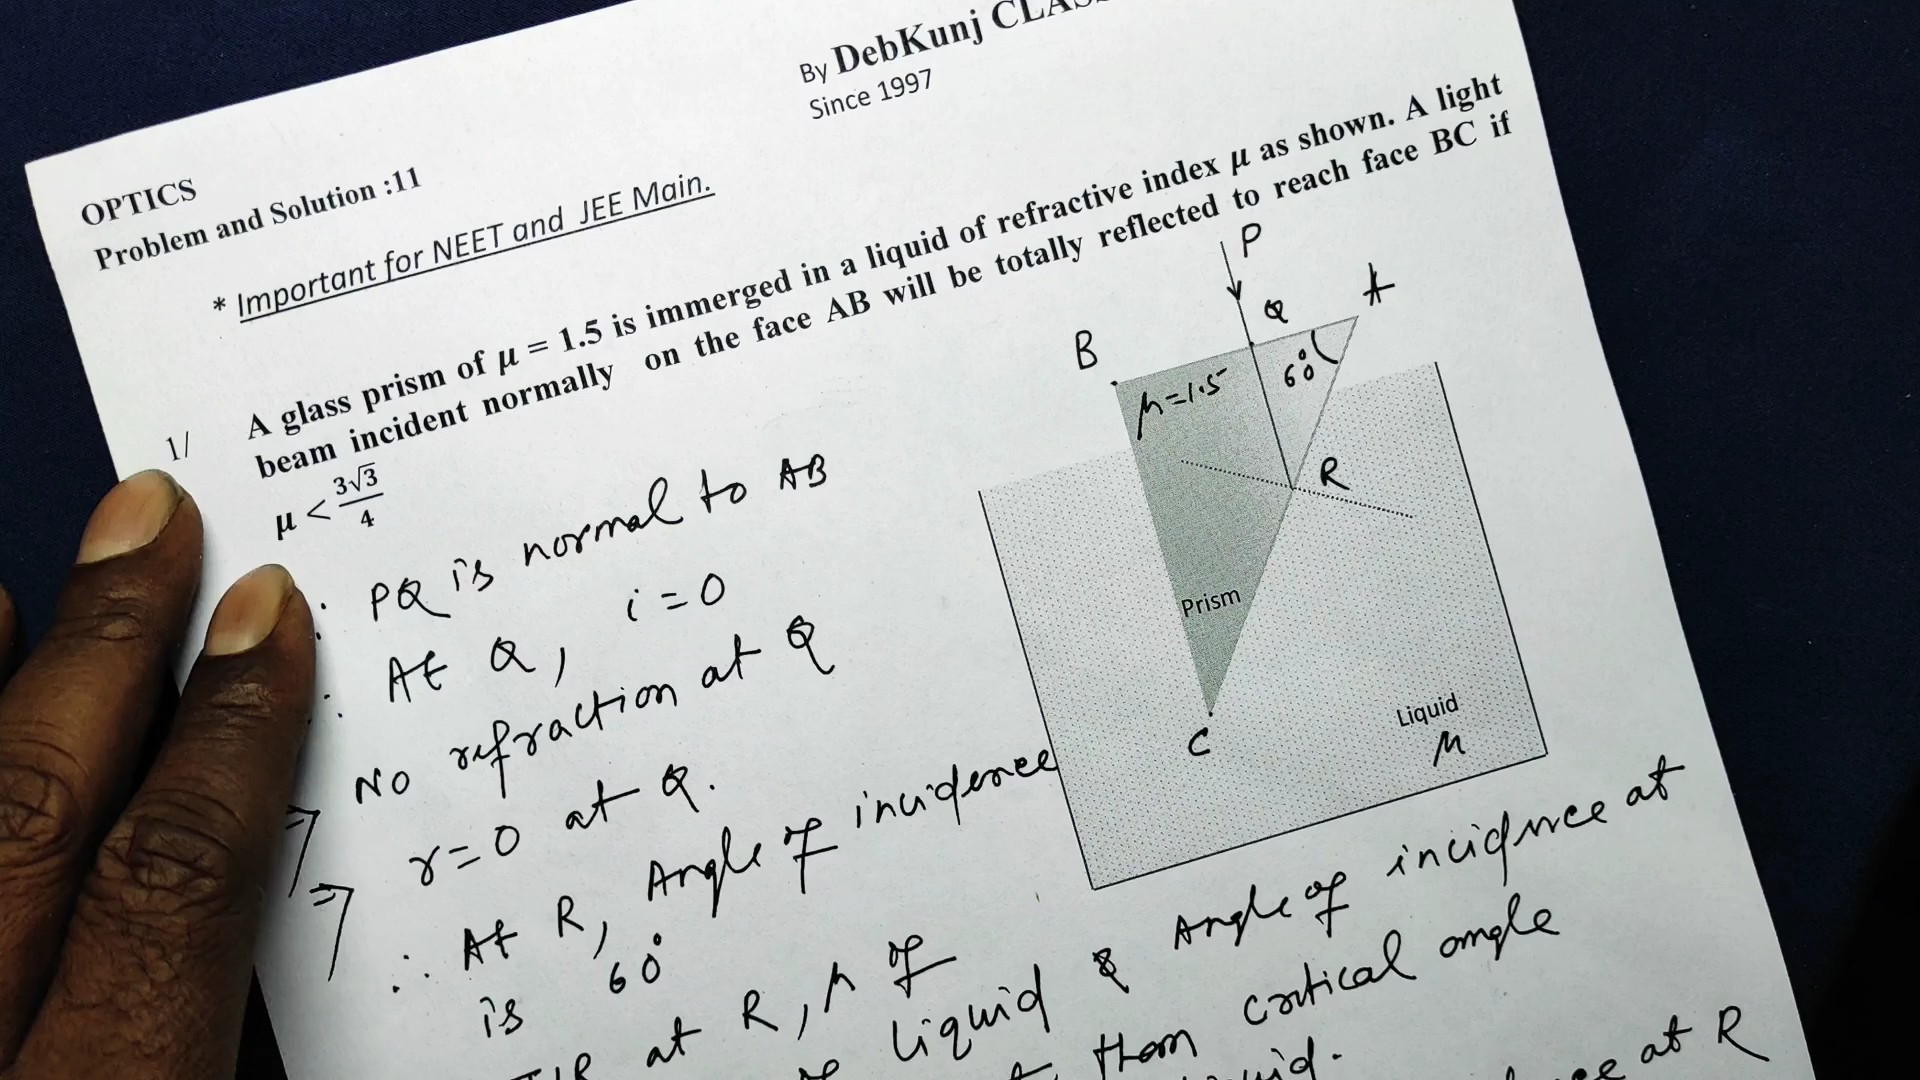 By DebKunj
Since 1997
OPTICS
Problem and Solution :11
* Important for NEET and JEE Main.
1/ A glass prism of μ = 1.5 is immerged in a liquid of refractive index μ as shown. A light
beam incident normally on the face AB will be totally reflected to reach face BC if
μ < 3√3/4
P
A
Q
B
60°
μ=1.5
R
Prism
C
Liquid
μ
∴ PQ is normal to AB
∴ At Q, i=0
⇒ No refraction at Q
⇒ r=0 at Q.
∴ At R, Angle of incidence
is 60°
at R, μ of
liquid & Angle of incidence at
than critical angle
at R